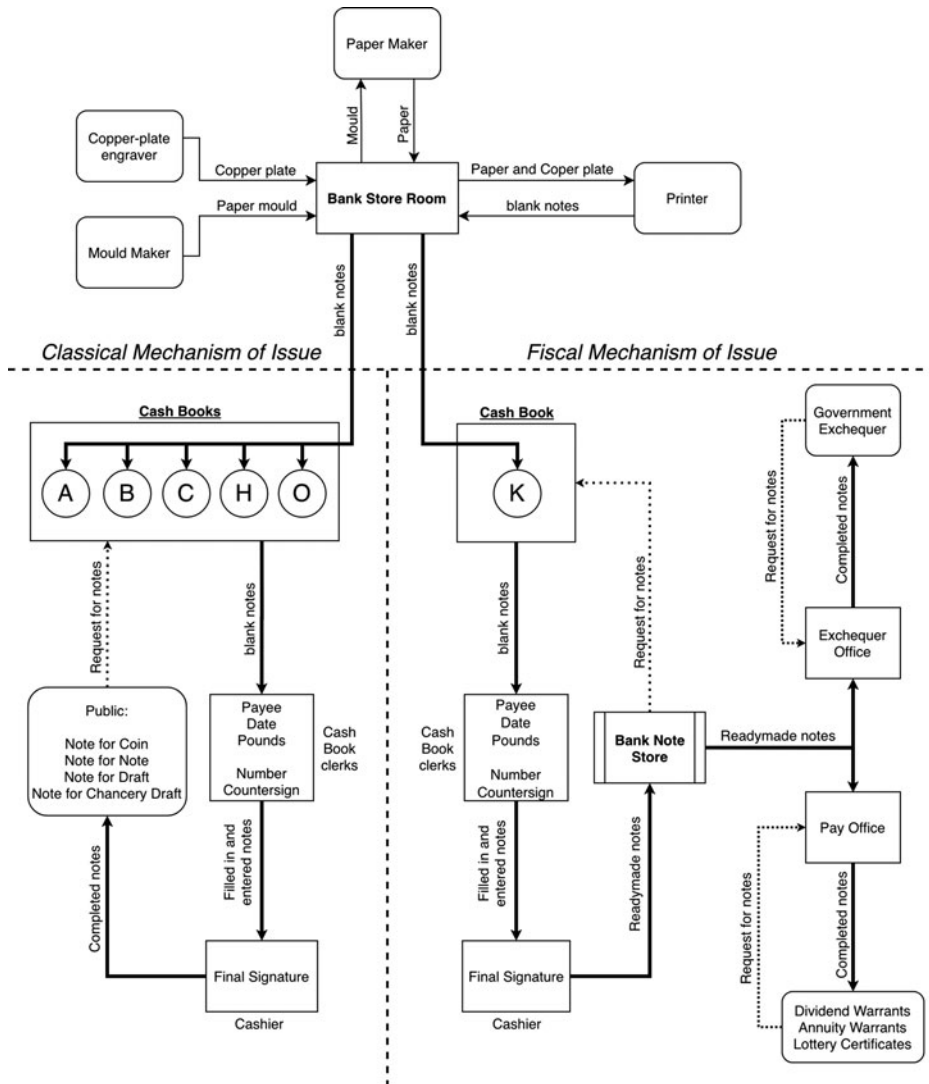 Paper Maker
Mould
Paper
Copper-plate
engraver
Copper plate
Paper mould
Mould Maker
Bank Store Room
Paper and Coper plate
blank notes
Printer
blank notes
blank notes
Classical Mechanism of Issue
Fiscal Mechanism of Issue
Cash Books
A
B
C
H
O
Request for notes
blank notes
Public:
Note for Coin
Note for Note
Note for Draft
Note for Chancery Draft
Payee
Date
Pounds
Number
Countersign
Cash
Book
clerks
Completed notes
Filled in and
entered notes
Final Signature
Cashier
Cash Book
K
blank notes
Request for notes
Cash
Book
clerks
Payee
Date
Pounds
Number
Countersign
Filled in and
entered notes
Final Signature
Cashier
Readymade notes
Bank Note
Store
Readymade notes
Government
Exchequer
Request for notes
Completed notes
Exchequer
Office
Pay Office
Request for notes
Completed notes
Dividend Warrants
Annuity Warrants
Lottery Certificates